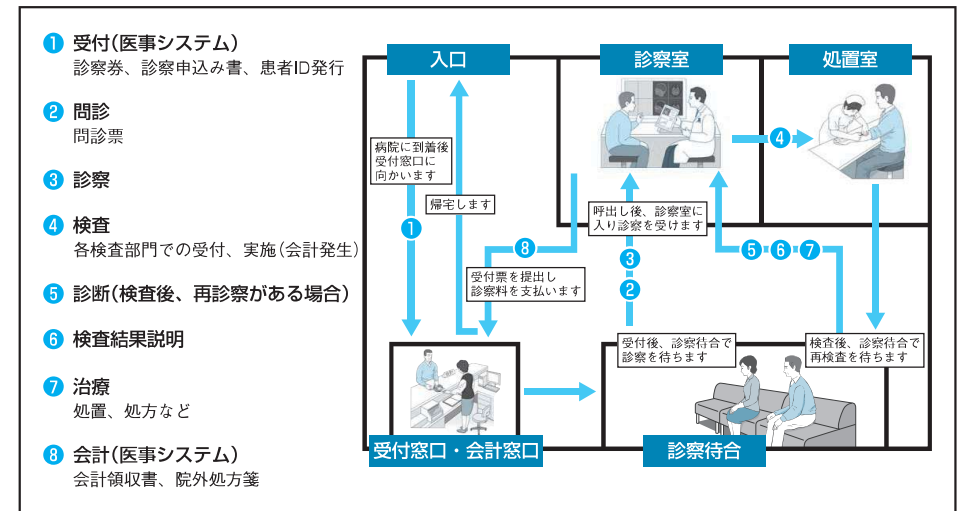 ❶ 受付(医事システム)
診察券、診察申込み書、患者ID発行
❷ 問診
問診票
❸ 診察
❹ 検査
各検査部門での受付、実施(会計発生)
❺ 診断(検査後、再診察がある場合)
❻ 検査結果説明
❼ 治療
処置、処方など
❽ 会計(医事システム)
会計領収書、院外処方箋
入口
診察室
処置室
病院に到着後
受付窓口に
向かいます
❶
帰宅します
❽
受付票を提出し
診察料を支払います
呼出し後、診察室に
入り診察を受けます
❸
❷
❹
❺ ❻ ❼
受付後、診察待合で
診察を待ちます
検査後、診察待合で
再検査を待ちます
受付窓口・会計窓口
診察待合